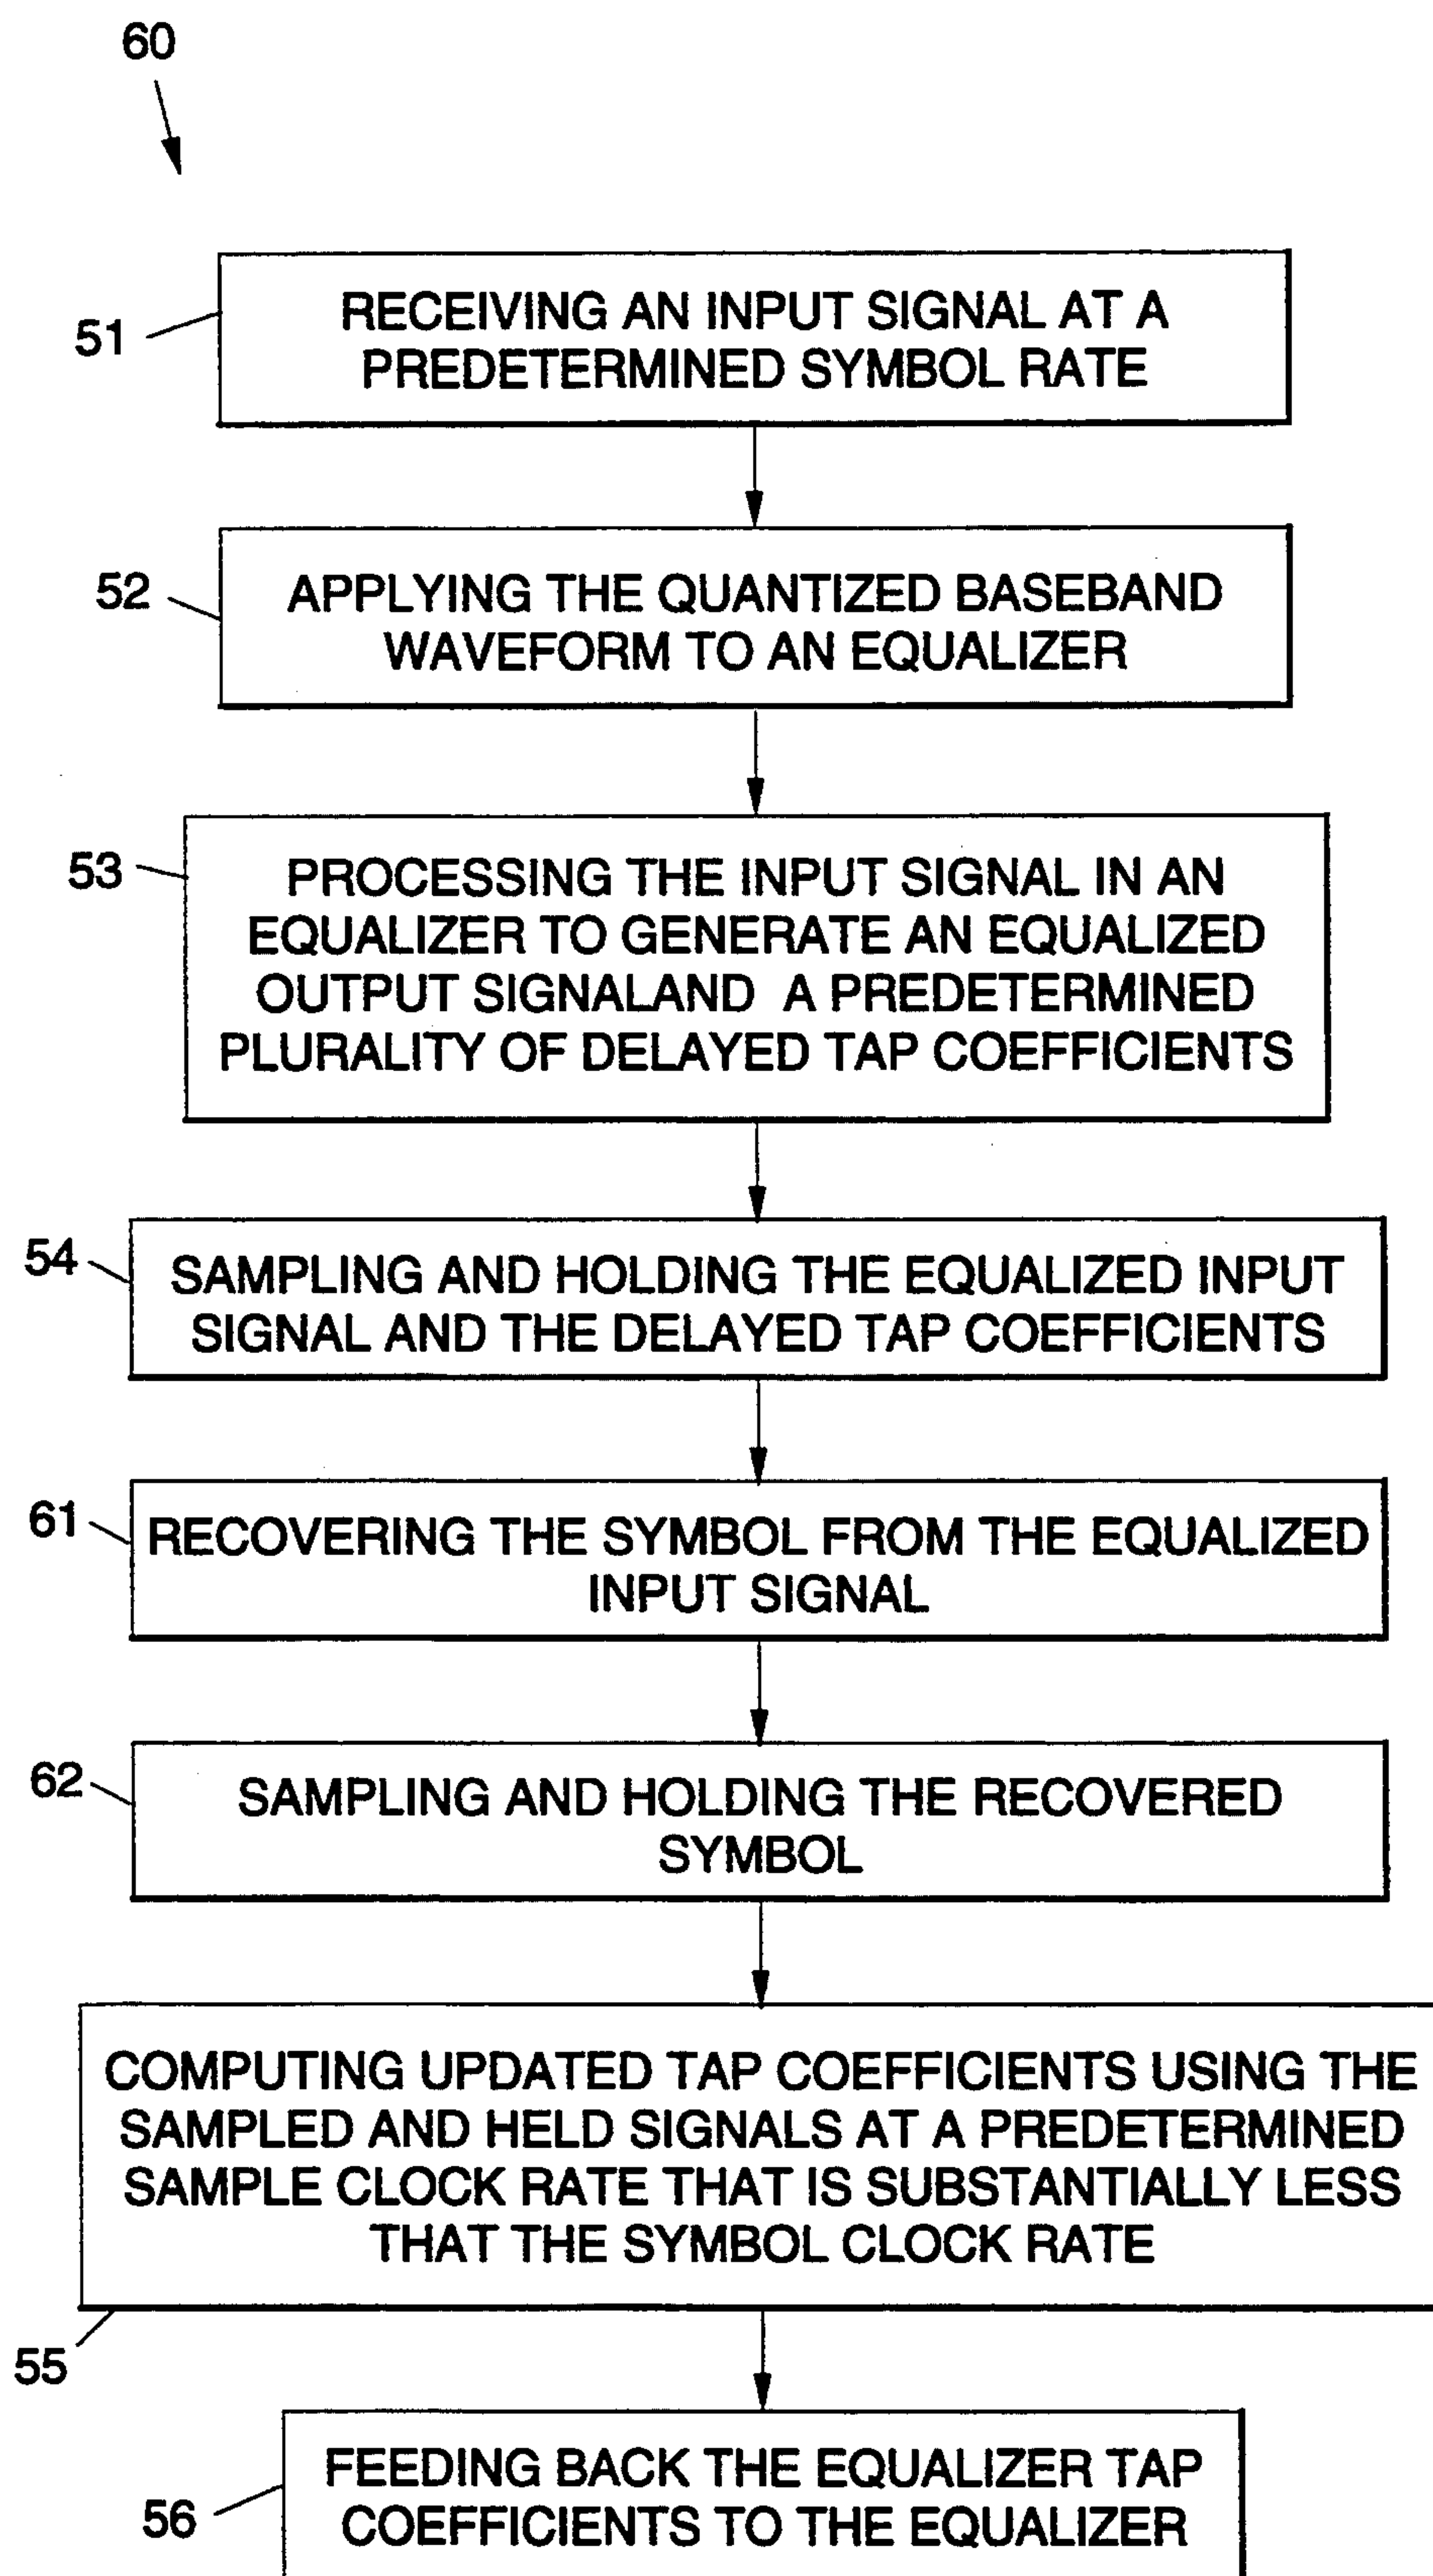 60
51
RECEIVING AN INPUT SIGNAL AT A
PREDETERMINED SYMBOL RATE
52
APPLYING THE QUANTIZED BASEBAND
WAVEFORM TO AN EQUALIZER
53
PROCESSING THE INPUT SIGNAL IN AN
EQUALIZER TO GENERATE AN EQUALIZED
OUTPUT SIGNALAND A PREDETERMINED
PLURALITY OF DELAYED TAP COEFFICIENTS
54
SAMPLING AND HOLDING THE EQUALIZED INPUT
SIGNAL AND THE DELAYED TAP COEFFICIENTS
61
RECOVERING THE SYMBOL FROM THE EQUALIZED
INPUT SIGNAL
62
SAMPLING AND HOLDING THE RECOVERED
SYMBOL
COMPUTING UPDATED TAP COEFFICIENTS USING THE
SAMPLED AND HELD SIGNALS AT A PREDETERMINED
SAMPLE CLOCK RATE THAT IS SUBSTANTIALLY LESS
THAT THE SYMBOL CLOCK RATE
55
FEEDING BACK THE EQUALIZER TAP
COEFFICIENTS TO THE EQUALIZER
56